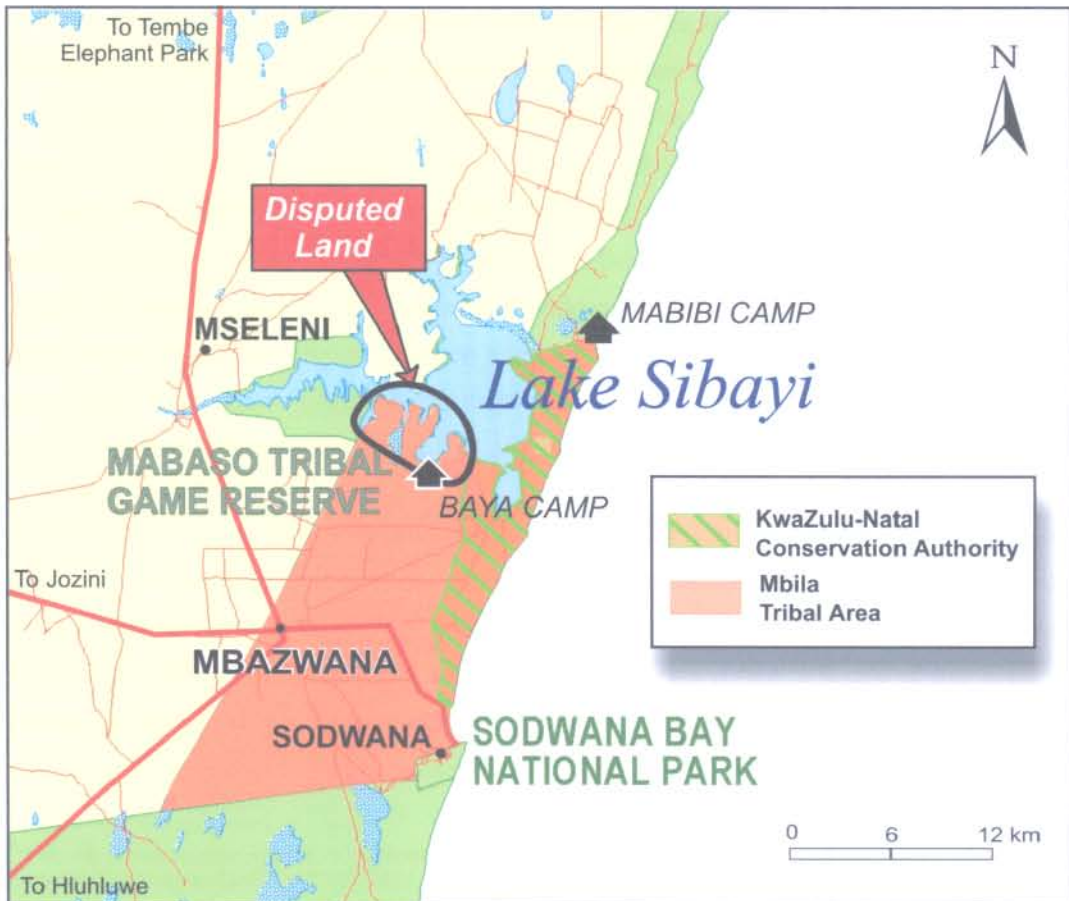 To Tembe
Elephant Park
N
Disputed
Land
MABIBI CAMP
MSELENI
Lake Sibayi
MABASO TRIBAL
GAME RESERVE
BAYA CAMP
KwaZulu-Natal
Conservation Authority
Mbila
Tribal Area
To Jozini
MBAZWANA
SODWANA
SODWANA BAY
NATIONAL PARK
0 6 12 km
To Hluhluwe